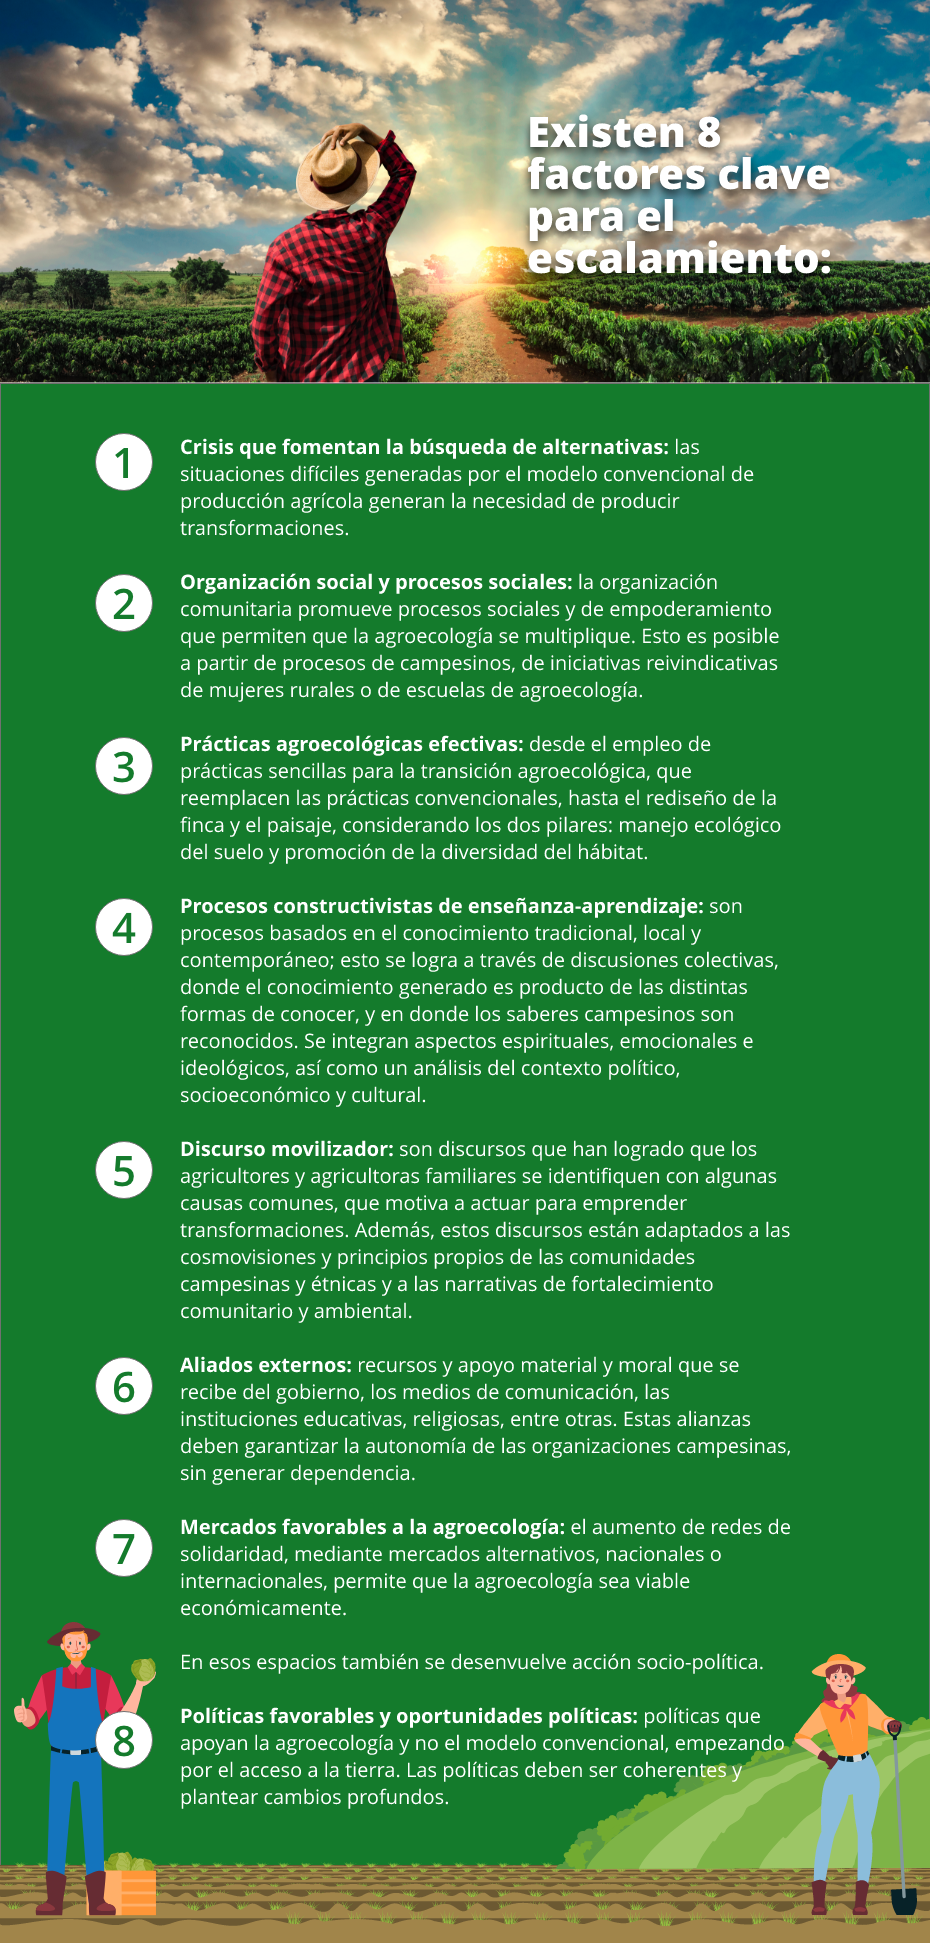 Existen 8
factores clave
para el
escalamiento:
1
Crisis que fomentan la búsqueda de alternativas: las
situaciones difíciles generadas por el modelo convencional de
producción agrícola generan la necesidad de producir
transformaciones.
2
Organización social y procesos sociales: la organización
comunitaria promueve procesos sociales y de empoderamiento
que permiten que la agroecología se multiplique. Esto es posible
a partir de procesos de campesinos, de iniciativas reivindicativas
de mujeres rurales o de escuelas de agroecología.
3
Prácticas agroecológicas efectivas: desde el empleo de
prácticas sencillas para la transición agroecológica, que
reemplacen las prácticas convencionales, hasta el rediseño de la
finca y el paisaje, considerando los dos pilares: manejo ecológico
del suelo y promoción de la diversidad del hábitat.
4
Procesos constructivistas de enseñanza-aprendizaje: son
procesos basados en el conocimiento tradicional, local y
contemporáneo; esto se logra a través de discusiones colectivas,
donde el conocimiento generado es producto de las distintas
formas de conocer, y en donde los saberes campesinos son
reconocidos. Se integran aspectos espirituales, emocionales e
ideológicos, así como un análisis del contexto político,
socioeconómico y cultural.
5
Discurso movilizador: son discursos que han logrado que los
agricultores y agricultoras familiares se identifiquen con algunas
causas comunes, que motiva a actuar para emprender
transformaciones. Además, estos discursos están adaptados a las
cosmovisiones y principios propios de las comunidades
campesinas y étnicas y a las narrativas de fortalecimiento
comunitario y ambiental.
6
Aliados externos: recursos y apoyo material y moral que se
recibe del gobierno, los medios de comunicación, las
instituciones educativas, religiosas, entre otras. Estas alianzas
deben garantizar la autonomía de las organizaciones campesinas,
sin generar dependencia.
7
Mercados favorables a la agroecología: el aumento de redes de
solidaridad, mediante mercados alternativos, nacionales o
internacionales, permite que la agroecología sea viable
económicamente.
En esos espacios también se desenvuelve acción socio-política.
8
Políticas favorables y oportunidades políticas: políticas que
apoyan la agroecología y no el modelo convencional, empezando
por el acceso a la tierra. Las políticas deben ser coherentes y
plantear cambios profundos.